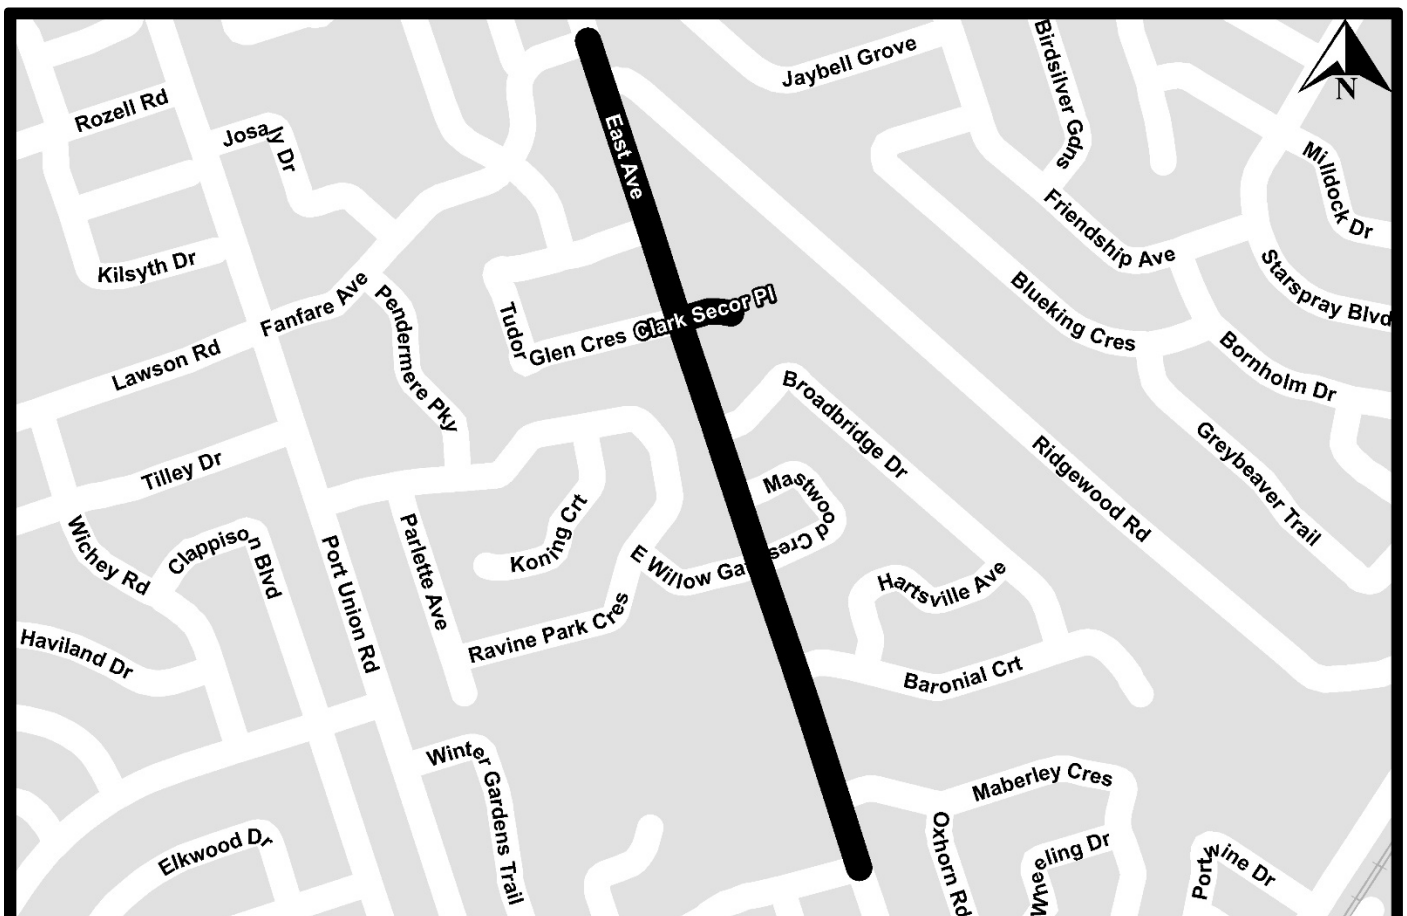 Jaybell Grove
Birdsilver Gdns
N
Rozell Rd
Josaly Dr
East Ave
Milldock Dr
Friendship Ave
Kilsyth Dr
Starspray Blvd
Fanfare Ave
Pendermere Pky
Tudor
Glen Cres
Clark Secor Pl
Blueking Cres
Lawson Rd
Bornholm Dr
Broadbridge Dr
Tilley Dr
Greybeaver Trail
Ridgewood Rd
Mastwood Cres
Wichey Rd
Clappison Blvd
Port Union Rd
Parlette Ave
Koning Crt
E Willow Ga
Hartsville Ave
Ravine Park Cres
Haviland Dr
Baronial Crt
Winter Gardens Trail
Maberley Cres
Oxhorn Rd
Wheeling Dr
Portwine Dr
Elkwood Dr